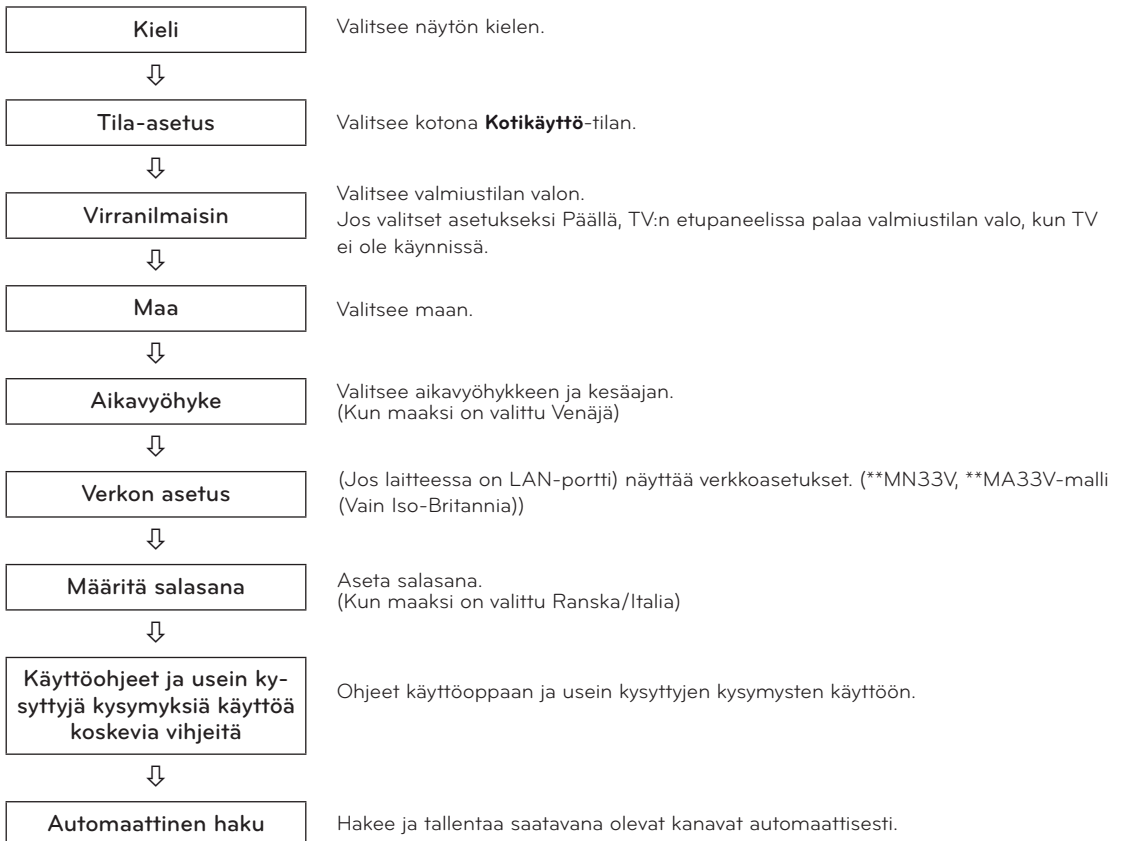 Kieli
Valitsee näytön kielen.
Tila-asetus
Valitsee kotona Kotikäyttö-tilan.
Virranilmaisin
Valitsee valmiustilan valon.
Jos valitset asetukseksi Päällä, TV:n etupaneelissa palaa valmiustilan valo, kun TV
ei ole käynnissä.
Maa
Valitsee maan.
Aikavyöhyke
Valitsee aikavyöhykkeen ja kesäajan.
(Kun maaksi on valittu Venäjä)
Verkon asetus
(Jos laitteessa on LAN-portti) näyttää verkkoasetukset. (**MN33V, **MA33V-malli
(Vain Iso-Britannia))
Määritä salasana
Aseta salasana.
(Kun maaksi on valittu Ranska/Italia)
Käyttöohjeet ja usein ky-
syttyjä kysymyksiä käyttöä
koskevia vihjeitä
Ohjeet käyttöoppaan ja usein kysyttyjen kysymysten käyttöön.
Automaattinen haku
Hakee ja tallentaa saatavana olevat kanavat automaattisesti.